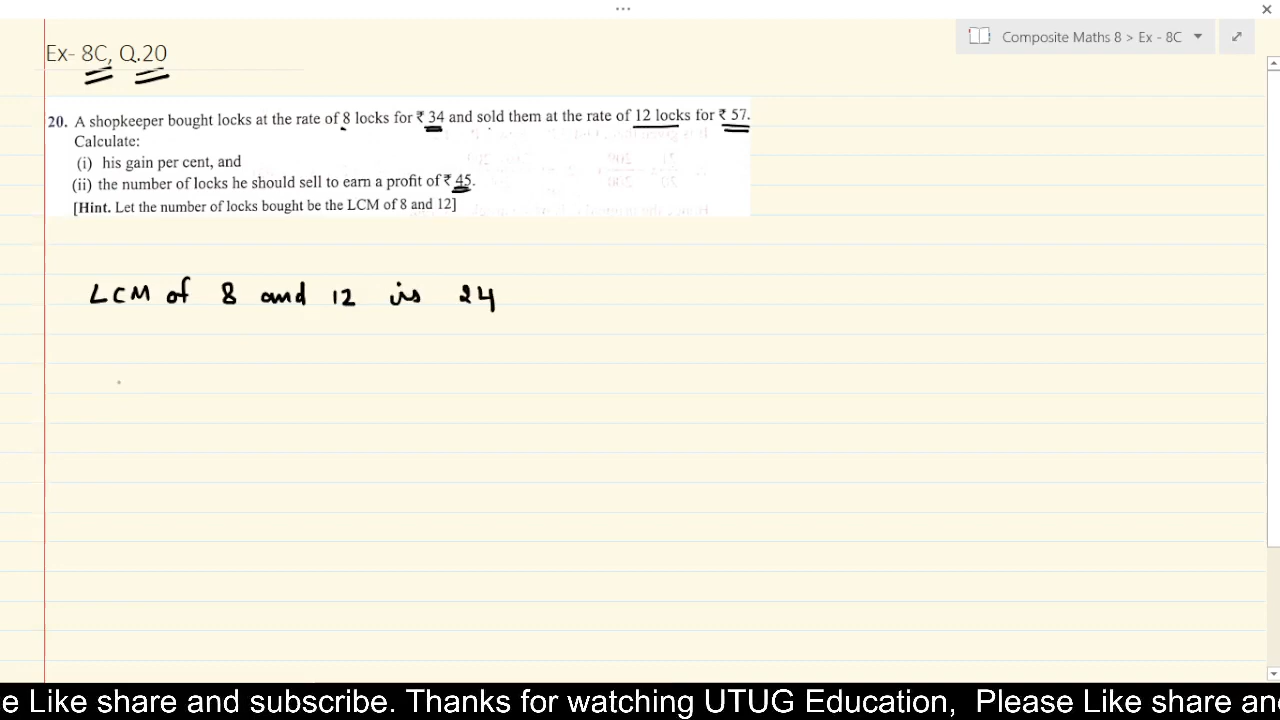 Ex- 8C, Q.20
Composite Maths 8 > Ex - 8C
20. A shopkeeper bought locks at the rate of 8 locks for ₹ 34 and sold them at the rate of 12 locks for ₹ 57.
Calculate:
(i) his gain per cent, and
(ii) the number of locks he should sell to earn a profit of ₹ 45.
[Hint. Let the number of locks bought be the LCM of 8 and 12]
LCM of 8 and 12 is 24
e Like share and subscribe. Thanks for watching UTUG Education, Please Like share and